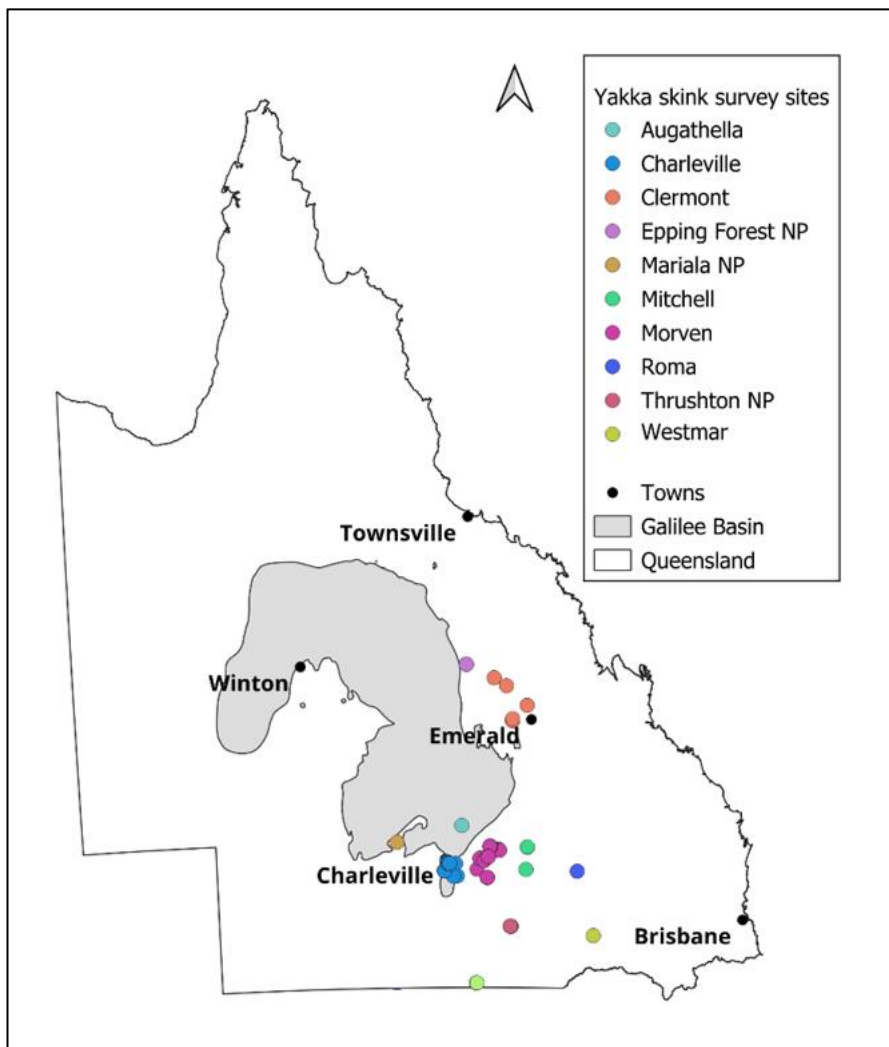 Yakka skink survey sites
Augathella
Charleville
Clermont
Epping Forest NP
Mariala NP
Mitchell
Morven
Roma
Thrushton NP
Westmar
Towns
Galilee Basin
Queensland
Townsville
Winton
Emerald
Charleville
Brisbane